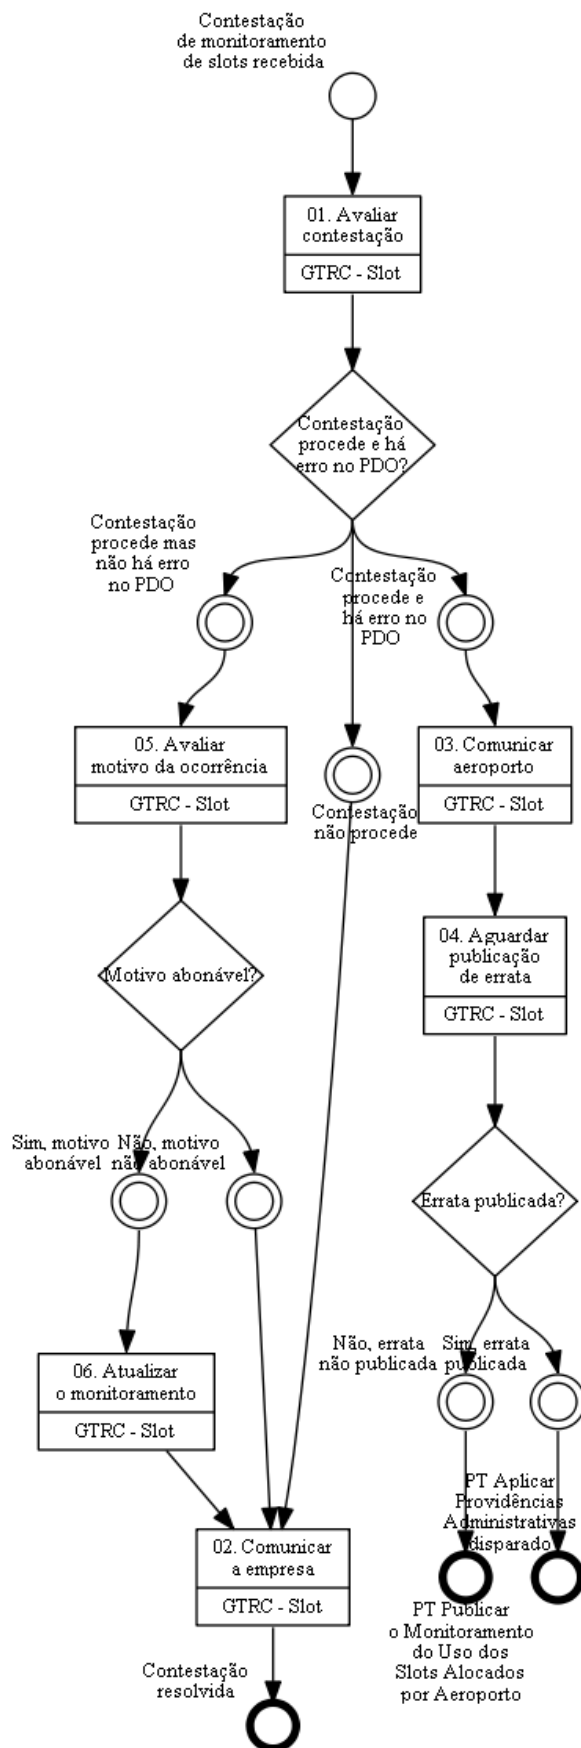 Contestação
de monitoramento
de slots recebida
01. Avaliar
contestação
GTRC - Slot
Contestação
procede e há
erro no PDO?
Contestação
procede mas
não há erro
no PDO
Contestação
procede e
há erro no
PDO
05. Avaliar
motivo da ocorrência
GTRC - Slot
Contestação
não procede
03. Comunicar
aeroporto
GTRC - Slot
04. Aguardar
publicação
de errata
GTRC - Slot
Motivo abonável?
Sim, motivo
abonável
Não, motivo
não abonável
Errata publicada?
Não, errata
não publicada
Sim, errata
publicada
06. Atualizar
o monitoramento
GTRC - Slot
PT Aplicar
Providências
Administrativas
disparado
02. Comunicar
a empresa
GTRC - Slot
PT Publicar
o Monitoramento
do Uso dos
Slots Alocados
por Aeroporto
Contestação
resolvida